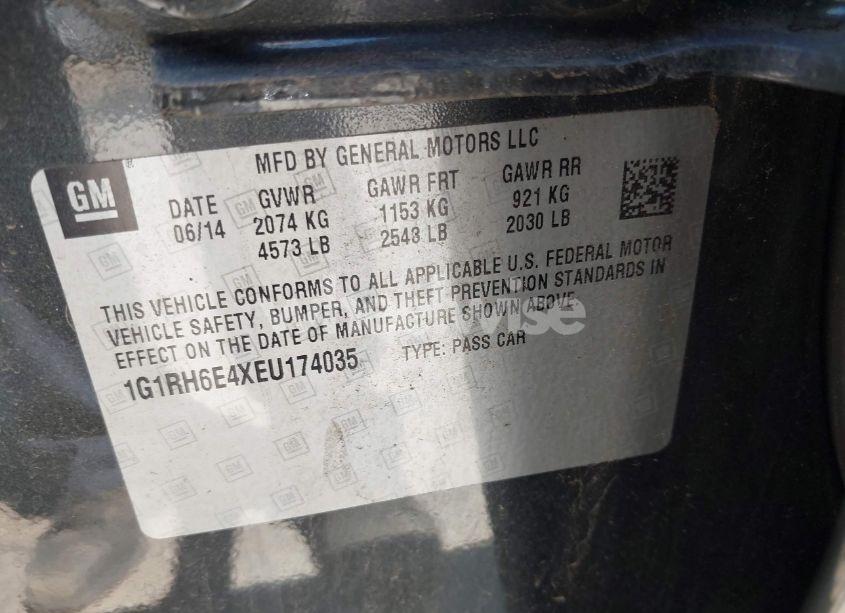 MFD BY GENERAL MOTORS LLC
GM
DATE GVWR GAWR FRT GAWR RR
06/14 2074 KG 1153 KG 921 KG
4573 LB 2543 LB 2030 LB
THIS VEHICLE CONFORMS TO ALL APPLICABLE U.S. FEDERAL MOTOR
VEHICLE SAFETY, BUMPER, AND THEFT PREVENTION STANDARDS IN
EFFECT ON THE DATE OF MANUFACTURE SHOWN ABOVE.
1G1RH6E4XEU174035 TYPE: PASS CAR